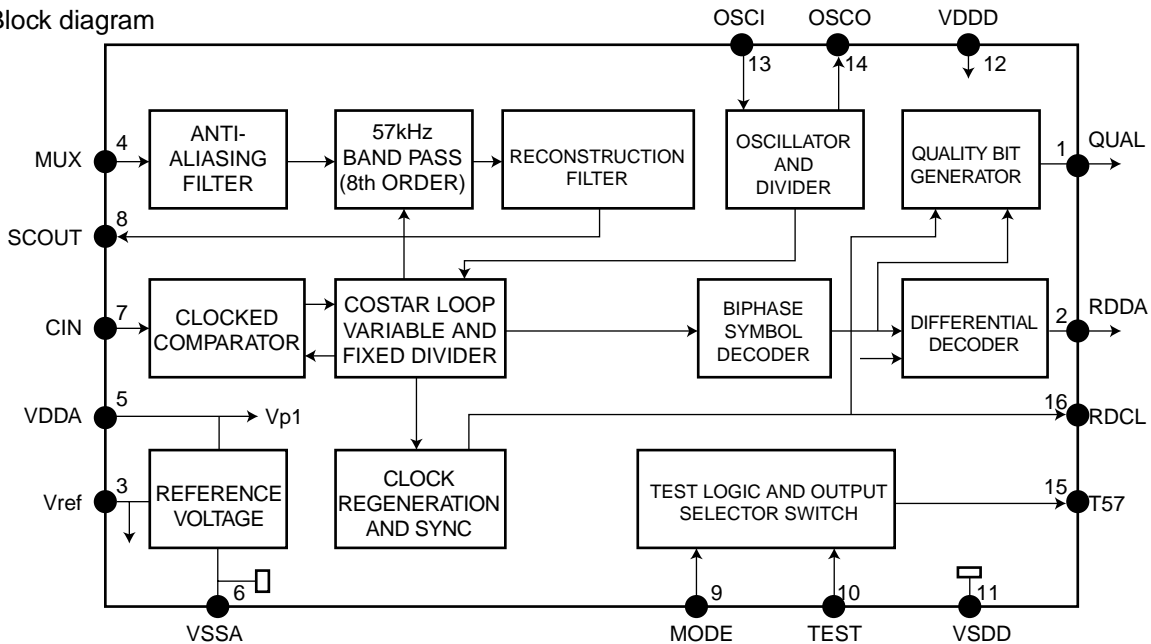 Block diagram
OSCI
OSCO
VDDD
13
14
12
MUX
4
ANTI-
ALIASING
FILTER
57kHz
BAND PASS
(8th ORDER)
RECONSTRUCTION
FILTER
OSCILLATOR
AND
DIVIDER
QUALITY BIT
GENERATOR
1
QUAL
SCOUT
8
CIN
7
CLOCKED
COMPARATOR
COSTAR LOOP
VARIABLE AND
FIXED DIVIDER
BIPHASE
SYMBOL
DECODER
DIFFERENTIAL
DECODER
2
RDDA
VDDA
5
Vp1
16
RDCL
Vref
3
REFERENCE
VOLTAGE
CLOCK
REGENERATION
AND SYNC
TEST LOGIC AND OUTPUT
SELECTOR SWITCH
15
T57
6
9
10
11
VSSA
MODE
TEST
VSDD